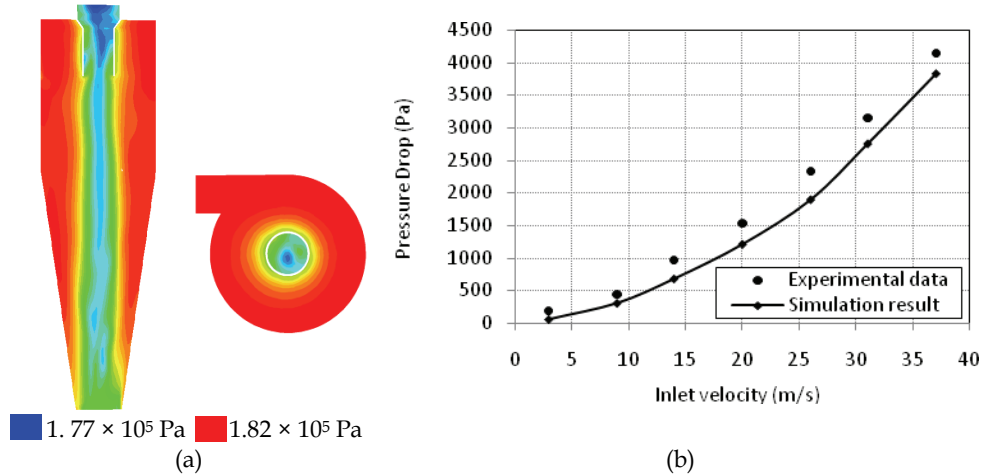 1. 77 × 10⁵ Pa
1.82 × 10⁵ Pa
(a)
Pressure Drop (Pa)
4500
4000
3500
3000
2500
2000
1500
1000
500
0
Experimental data
Simulation result
0 5 10 15 20 25 30 35 40
Inlet velocity (m/s)
(b)